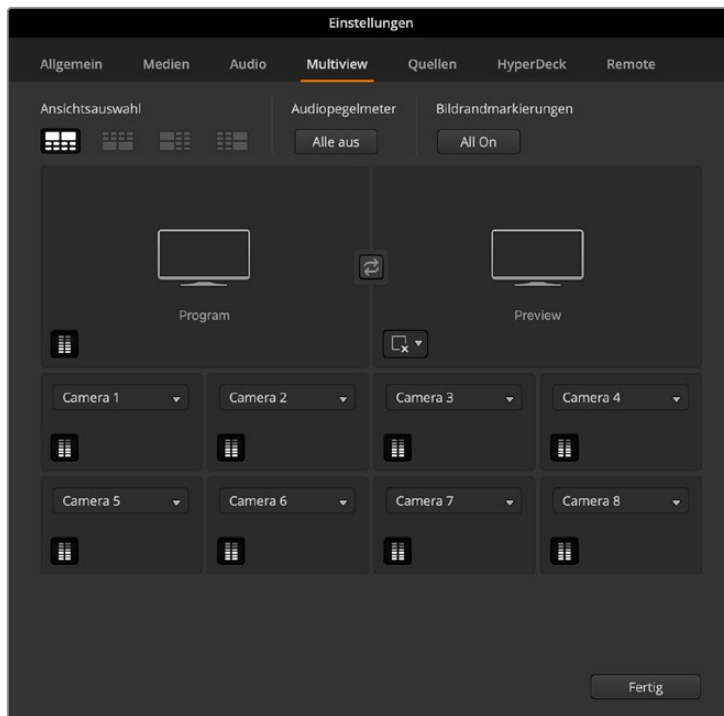 Einstellungen
Allgemein Medien Audio Multiview Quellen HyperDeck Remote
Ansichtsauswahl Audiopegelmeter Bildrandmarkierungen
Alle aus All On
Program Preview
Camera 1 Camera 2 Camera 3 Camera 4
Camera 5 Camera 6 Camera 7 Camera 8
Fertig